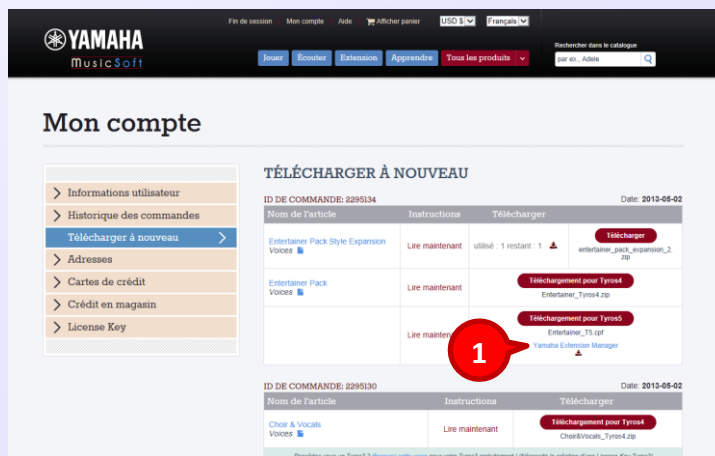 Fin de session Mon compte Aide Afficher panier USD $ Français
YAMAHA
MusicSoft
Jouer Écouter Extension Apprendre Tous les produits
Rechercher dans le catalogue
par ex., Adele
Mon compte
Informations utilisateur
Historique des commandes
Télécharger à nouveau
Adresses
Cartes de crédit
Crédit en magasin
License Key
TÉLÉCHARGER À NOUVEAU
ID DE COMMANDE: 2295134 Date: 2013-05-02
Nom de l'article Instructions Télécharger
Entertainer Pack Style Expansion
Voices
Lire maintenant
utilisé : 1 restant : 1
Télécharger
entertainer_pack_expansion_2.
zip
Entertainer Pack
Voices
Lire maintenant
Téléchargement pour Tyros4
Entertainer_Tyros4.zip
Lire
Téléchargement pour Tyros5
Entertainer_T5.cpf
Yamaha Extension Manager
1
ID DE COMMANDE: 2295130 Date: 2013-05-02
Nom de l'article Instructions Télécharger
Choir & Vocals
Voices
Lire maintenant
Téléchargement pour Tyros4
Choir&Vocals_Tyros4.zip